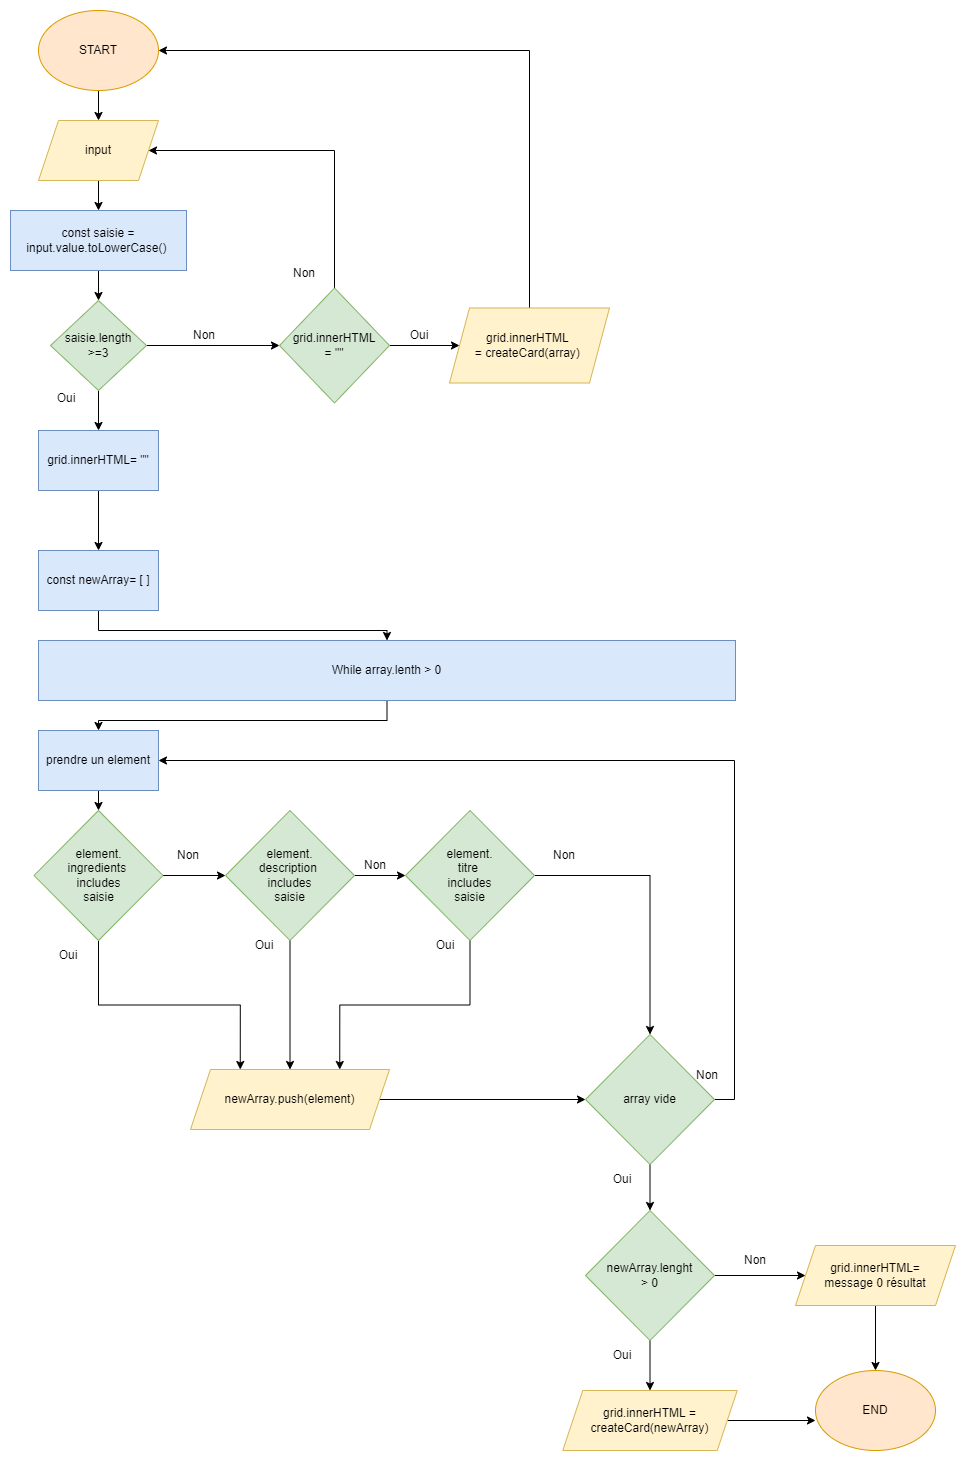 START
input
const saisie =
input.value.toLowerCase()
Non
saisie.length
>=3
Non
grid.innerHTML
= ""
Oui
grid.innerHTML
= createCard(array)
Oui
grid.innerHTML= ""
const newArray= [ ]
While array.lenth > 0
prendre un element
element.
ingredients
includes
saisie
Non
element.
description
includes
saisie
Non
element.
titre
includes
saisie
Non
Oui
Oui
Oui
newArray.push(element)
array vide
Non
Oui
newArray.lenght
> 0
Non
grid.innerHTML=
message 0 résultat
Oui
grid.innerHTML =
createCard(newArray)
END